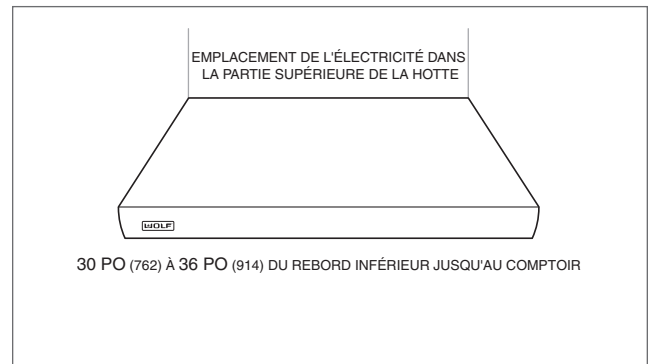 EMPLACEMENT DE L'ÉLECTRICITÉ DANS
LA PARTIE SUPÉRIEURE DE LA HOTTE
WOLF
30 PO (762) À 36 PO (914) DU REBORD INFÉRIEUR JUSQU'AU COMPTOIR